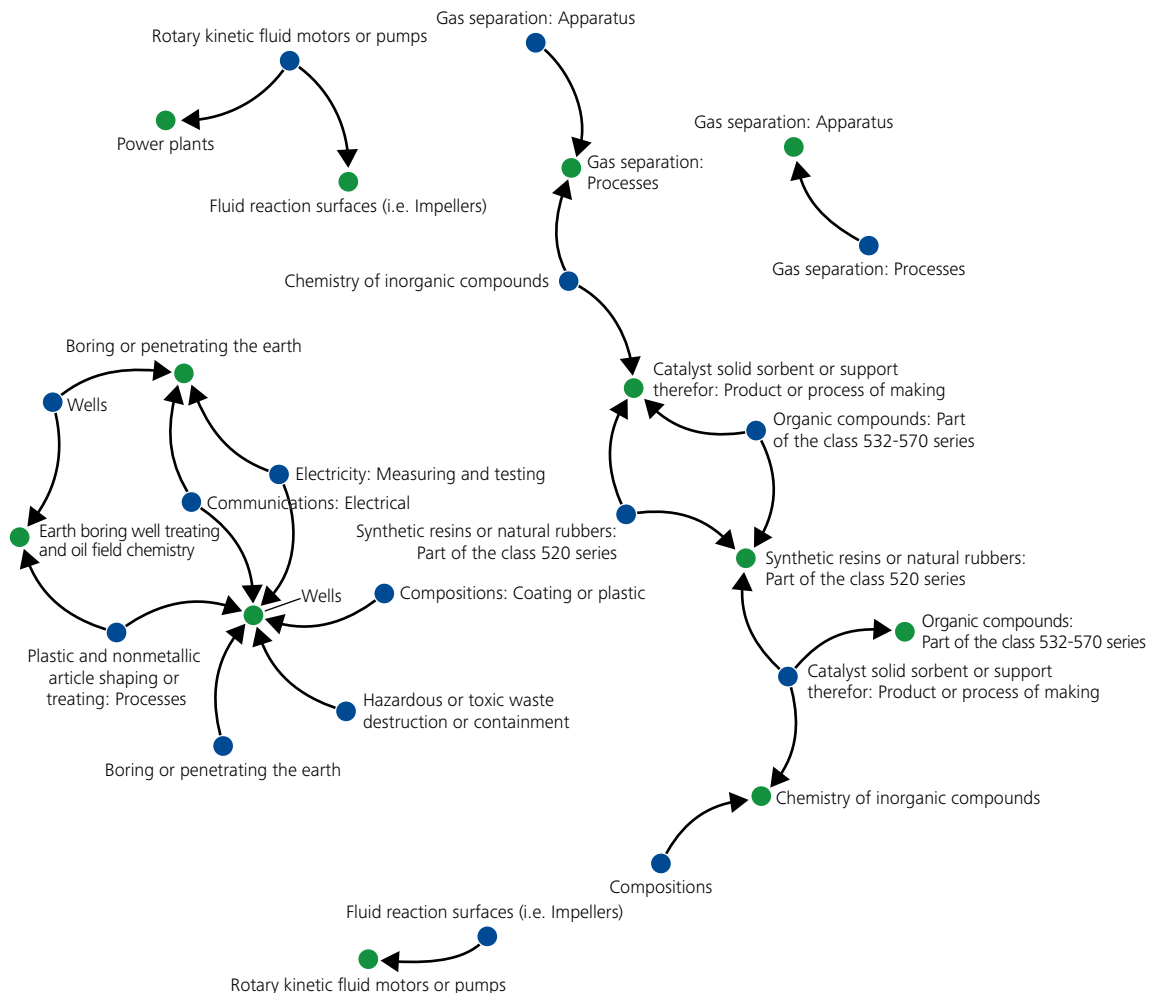 Gas separation: Apparatus
Rotary kinetic fluid motors or pumps
Gas separation: Apparatus
Power plants
Gas separation:
Processes
Fluid reaction surfaces (i.e. Impellers)
Gas separation: Processes
Chemistry of inorganic compounds
Boring or penetrating the earth
Catalyst solid sorbent or support
therefor: Product or process of making
Wells
Organic compounds: Part
of the class 532-570 series
Electricity: Measuring and testing
Communications: Electrical
Earth boring well treating
and oil field chemistry
Synthetic resins or natural rubbers:
Part of the class 520 series
Synthetic resins or natural rubbers:
Part of the class 520 series
Wells
Compositions: Coating or plastic
Organic compounds:
Part of the class 532-570 series
Plastic and nonmetallic
article shaping or
treating: Processes
Catalyst solid sorbent or support
therefor: Product or process of making
Hazardous or toxic waste
destruction or containment
Boring or penetrating the earth
Chemistry of inorganic compounds
Compositions
Fluid reaction surfaces (i.e. Impellers)
Rotary kinetic fluid motors or pumps